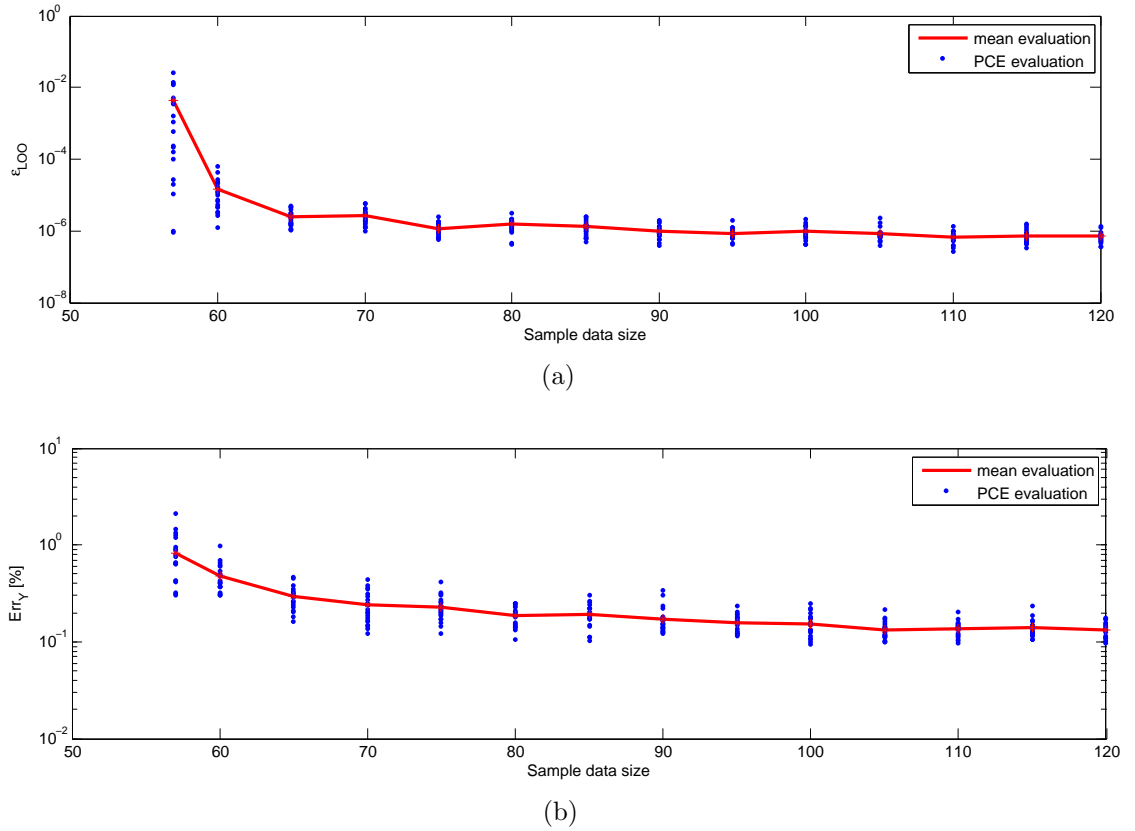 10^0
10^-2
10^-4
10^-6
10^-8
ε_LOO
mean evaluation
PCE evaluation
50 60 70 80 90 100 110 120
Sample data size
(a)
10^1
10^0
10^-1
10^-2
Err_Y [%]
mean evaluation
PCE evaluation
50 60 70 80 90 100 110 120
Sample data size
(b)